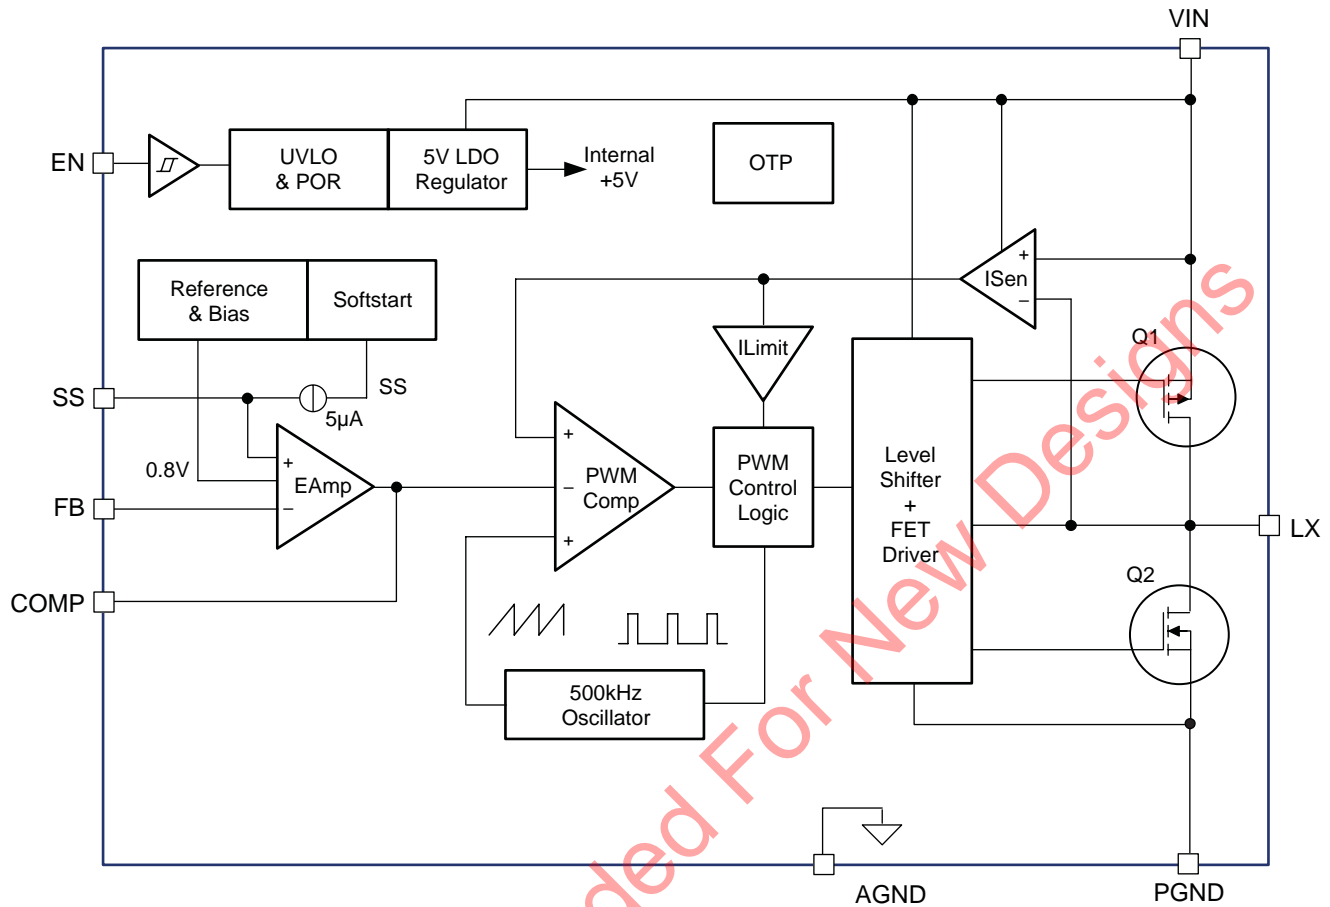 VIN
EN
UVLO
& POR
5V LDO
Regulator
Internal
+5V
OTP
Reference
& Bias
Softstart
+
ISen
−
ILimit
Q1
SS
SS
5µA
0.8V
+
EAmp
−
FB
COMP
+
PWM
Comp
−
+
PWM
Control
Logic
Level
Shifter
+
FET
Driver
LX
Q2
500kHz
Oscillator
AGND
PGND
ded For New Designs